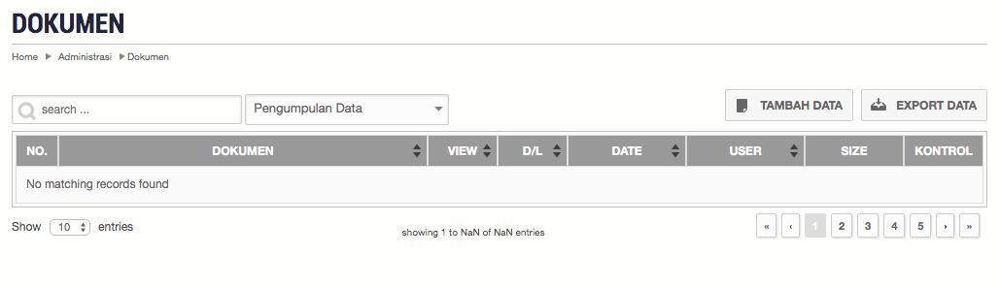 DOKUMEN
Home Administrasi Dokumen
search ... Pengumpulan Data TAMBAH DATA EXPORT DATA
NO. DOKUMEN VIEW D/L DATE USER SIZE KONTROL
No matching records found
Show 10 entries showing 1 to NaN of NaN entries « ‹ 1 2 3 4 5 › »